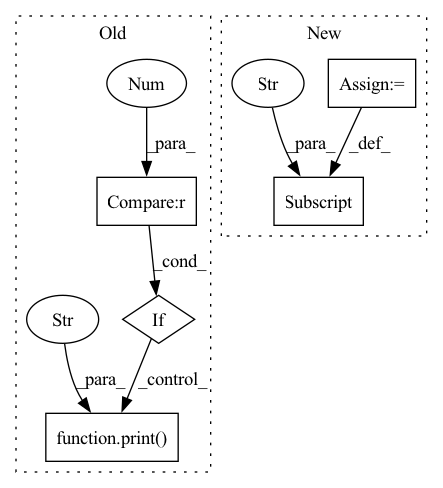 Old
New
Num
Str
Assign:=
_para_
_para_
_def_
Compare:r
Subscript
_cond_
Str
If
_para_
_control_
function.print()